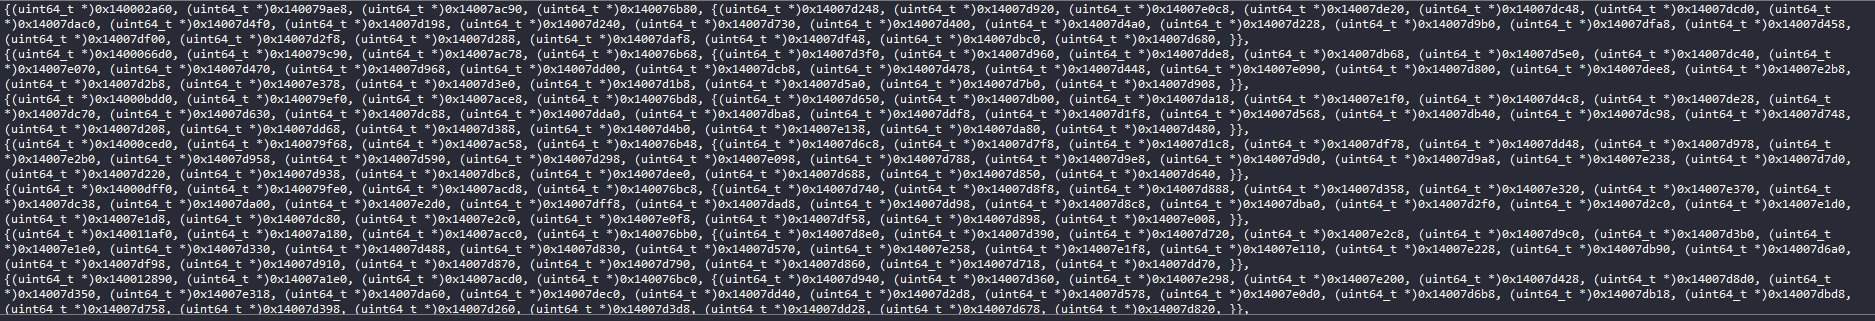 {(uint64_t *)0x140002a60, (uint64_t *)0x140079ae8, (uint64_t *)0x14007ac90, (uint64_t *)0x140076b80, {(uint64_t *)0x14007d248, (uint64_t *)0x14007d920, (uint64_t *)0x14007e0c8, (uint64_t *)0x14007de20, (uint64_t *)0x14007dc48, (uint64_t *)0x14007dcd0, (uint64_t
*)0x14007dac0, (uint64_t *)0x14007d4f0, (uint64_t *)0x14007d198, (uint64_t *)0x14007d240, (uint64_t *)0x14007d730, (uint64_t *)0x14007d400, (uint64_t *)0x14007d4a0, (uint64_t *)0x14007d228, (uint64_t *)0x14007d9b0, (uint64_t *)0x14007dfa8, (uint64_t *)0x14007d458,
(uint64_t *)0x14007df00, (uint64_t *)0x14007d2f8, (uint64_t *)0x14007d288, (uint64_t *)0x14007daf8, (uint64_t *)0x14007df48, (uint64_t *)0x14007dbc0, (uint64_t *)0x14007d680, }},
{(uint64_t *)0x1400066d0, (uint64_t *)0x140079c90, (uint64_t *)0x14007ac78, (uint64_t *)0x140076b68, {(uint64_t *)0x14007d3f0, (uint64_t *)0x14007d960, (uint64_t *)0x14007dde8, (uint64_t *)0x14007db68, (uint64_t *)0x14007d5e0, (uint64_t *)0x14007dc40, (uint64_t
*)0x14007e070, (uint64_t *)0x14007d470, (uint64_t *)0x14007d968, (uint64_t *)0x14007dd00, (uint64_t *)0x14007dcb8, (uint64_t *)0x14007d478, (uint64_t *)0x14007d448, (uint64_t *)0x14007e090, (uint64_t *)0x14007d800, (uint64_t *)0x14007dee8, (uint64_t *)0x14007e2b8,
(uint64_t *)0x14007d2b8, (uint64_t *)0x14007e378, (uint64_t *)0x14007d3e0, (uint64_t *)0x14007d1b8, (uint64_t *)0x14007d5a0, (uint64_t *)0x14007d7b0, (uint64_t *)0x14007d908, }},
{(uint64_t *)0x14000bdd0, (uint64_t *)0x140079ef0, (uint64_t *)0x14007ace8, (uint64_t *)0x140076bd8, {(uint64_t *)0x14007d650, (uint64_t *)0x14007db00, (uint64_t *)0x14007da18, (uint64_t *)0x14007e1f0, (uint64_t *)0x14007d4c8, (uint64_t *)0x14007de28, (uint64_t
*)0x14007dc70, (uint64_t *)0x14007d630, (uint64_t *)0x14007dc88, (uint64_t *)0x14007dda0, (uint64_t *)0x14007dba8, (uint64_t *)0x14007ddf8, (uint64_t *)0x14007d1f8, (uint64_t *)0x14007d568, (uint64_t *)0x14007db40, (uint64_t *)0x14007dc98, (uint64_t *)0x14007d748,
(uint64_t *)0x14007d208, (uint64_t *)0x14007dd68, (uint64_t *)0x14007d388, (uint64_t *)0x14007d4b0, (uint64_t *)0x14007e138, (uint64_t *)0x14007da80, (uint64_t *)0x14007d480, }},
{(uint64_t *)0x14000ced0, (uint64_t *)0x140079f68, (uint64_t *)0x14007ac58, (uint64_t *)0x140076b48, {(uint64_t *)0x14007d6c8, (uint64_t *)0x14007d7f8, (uint64_t *)0x14007d1c8, (uint64_t *)0x14007df78, (uint64_t *)0x14007dd48, (uint64_t *)0x14007d978, (uint64_t
*)0x14007e2b0, (uint64_t *)0x14007d958, (uint64_t *)0x14007d590, (uint64_t *)0x14007d298, (uint64_t *)0x14007e098, (uint64_t *)0x14007d788, (uint64_t *)0x14007d9e8, (uint64_t *)0x14007d9d0, (uint64_t *)0x14007d9a8, (uint64_t *)0x14007e238, (uint64_t *)0x14007d7d0,
(uint64_t *)0x14007d220, (uint64_t *)0x14007d938, (uint64_t *)0x14007dbc8, (uint64_t *)0x14007dee0, (uint64_t *)0x14007d688, (uint64_t *)0x14007d850, (uint64_t *)0x14007d640, }},
{(uint64_t *)0x14000dff0, (uint64_t *)0x140079fe0, (uint64_t *)0x14007acd8, (uint64_t *)0x140076bc8, {(uint64_t *)0x14007d740, (uint64_t *)0x14007d8f8, (uint64_t *)0x14007d888, (uint64_t *)0x14007d358, (uint64_t *)0x14007e320, (uint64_t *)0x14007e370, (uint64_t
*)0x14007dc38, (uint64_t *)0x14007da00, (uint64_t *)0x14007e2d0, (uint64_t *)0x14007dff8, (uint64_t *)0x14007dad8, (uint64_t *)0x14007dd98, (uint64_t *)0x14007d8c8, (uint64_t *)0x14007dba0, (uint64_t *)0x14007d2f0, (uint64_t *)0x14007d2c0, (uint64_t *)0x14007e1d0,
(uint64_t *)0x14007e1d8, (uint64_t *)0x14007dc80, (uint64_t *)0x14007e2c0, (uint64_t *)0x14007e0f8, (uint64_t *)0x14007df58, (uint64_t *)0x14007d898, (uint64_t *)0x14007e008, }},
{(uint64_t *)0x140011af0, (uint64_t *)0x14007a180, (uint64_t *)0x14007acc0, (uint64_t *)0x140076bb0, {(uint64_t *)0x14007d8e0, (uint64_t *)0x14007d390, (uint64_t *)0x14007d720, (uint64_t *)0x14007e2c8, (uint64_t *)0x14007d9c0, (uint64_t *)0x14007d3b0, (uint64_t
*)0x14007e1e0, (uint64_t *)0x14007d330, (uint64_t *)0x14007d488, (uint64_t *)0x14007d830, (uint64_t *)0x14007d570, (uint64_t *)0x14007e258, (uint64_t *)0x14007e1f8, (uint64_t *)0x14007e110, (uint64_t *)0x14007e228, (uint64_t *)0x14007db90, (uint64_t *)0x14007d6a0,
(uint64_t *)0x14007df98, (uint64_t *)0x14007d910, (uint64_t *)0x14007d870, (uint64_t *)0x14007d790, (uint64_t *)0x14007d860, (uint64_t *)0x14007d718, (uint64_t *)0x14007dd70, }},
{(uint64_t *)0x140012890, (uint64_t *)0x14007a1e0, (uint64_t *)0x14007acd0, (uint64_t *)0x140076bc0, {(uint64_t *)0x14007d940, (uint64_t *)0x14007d360, (uint64_t *)0x14007e298, (uint64_t *)0x14007e200, (uint64_t *)0x14007d428, (uint64_t *)0x14007d8d0, (uint64_t
*)0x14007d350, (uint64_t *)0x14007e318, (uint64_t *)0x14007da60, (uint64_t *)0x14007dec0, (uint64_t *)0x14007dd40, (uint64_t *)0x14007d2d8, (uint64_t *)0x14007d578, (uint64_t *)0x14007e0d0, (uint64_t *)0x14007d6b8, (uint64_t *)0x14007db18, (uint64_t *)0x14007dbd8,
(uint64_t *)0x14007d758, (uint64_t *)0x14007d398, (uint64_t *)0x14007d260, (uint64_t *)0x14007d3d8, (uint64_t *)0x14007dd28, (uint64_t *)0x14007d678, (uint64_t *)0x14007d820, }},